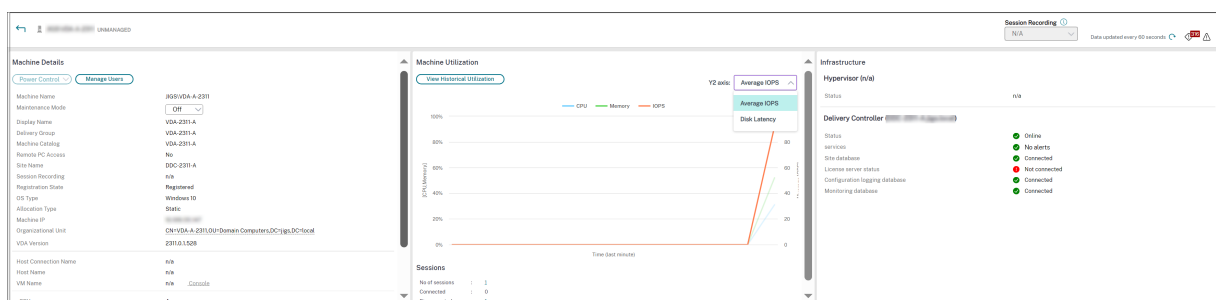 UNMANAGED
Session Recording
N/A
Data updated every 60 seconds
316
Machine Details
Power Control
Manage Users
Machine Name JIGS\VDA-A-2311
Maintenance Mode Off
Display Name VDA-2311-A
Delivery Group VDA-2311-A
Machine Catalog VDA-2311-A
Remote PC Access No
Site Name DDC-2311-A
Session Recording n/a
Registration State Registered
OS Type Windows 10
Allocation Type Static
Machine IP
Organizational Unit CN=VDA-A-2311,OU=Domain Computers,DC=jigs,DC=local
VDA Version 2311.0.1.528
Host Connection Name n/a
Host Name n/a
VM Name n/a Console
Machine Utilization
View Historical Utilization
Y2 axis: Average IOPS
Average IOPS
Disk Latency
CPU Memory IOPS
100%
80% 80
60% 60
40% 40
20% 20
0% 0
(CPU,Memory)
Time (last minute)
Sessions
No of sessions : 1
Connected : 0
Infrastructure
Hypervisor (n/a)
Status n/a
Delivery Controller (
Status Online
services No alerts
Site database Connected
License server status Not connected
Configuration logging database Connected
Monitoring database Connected